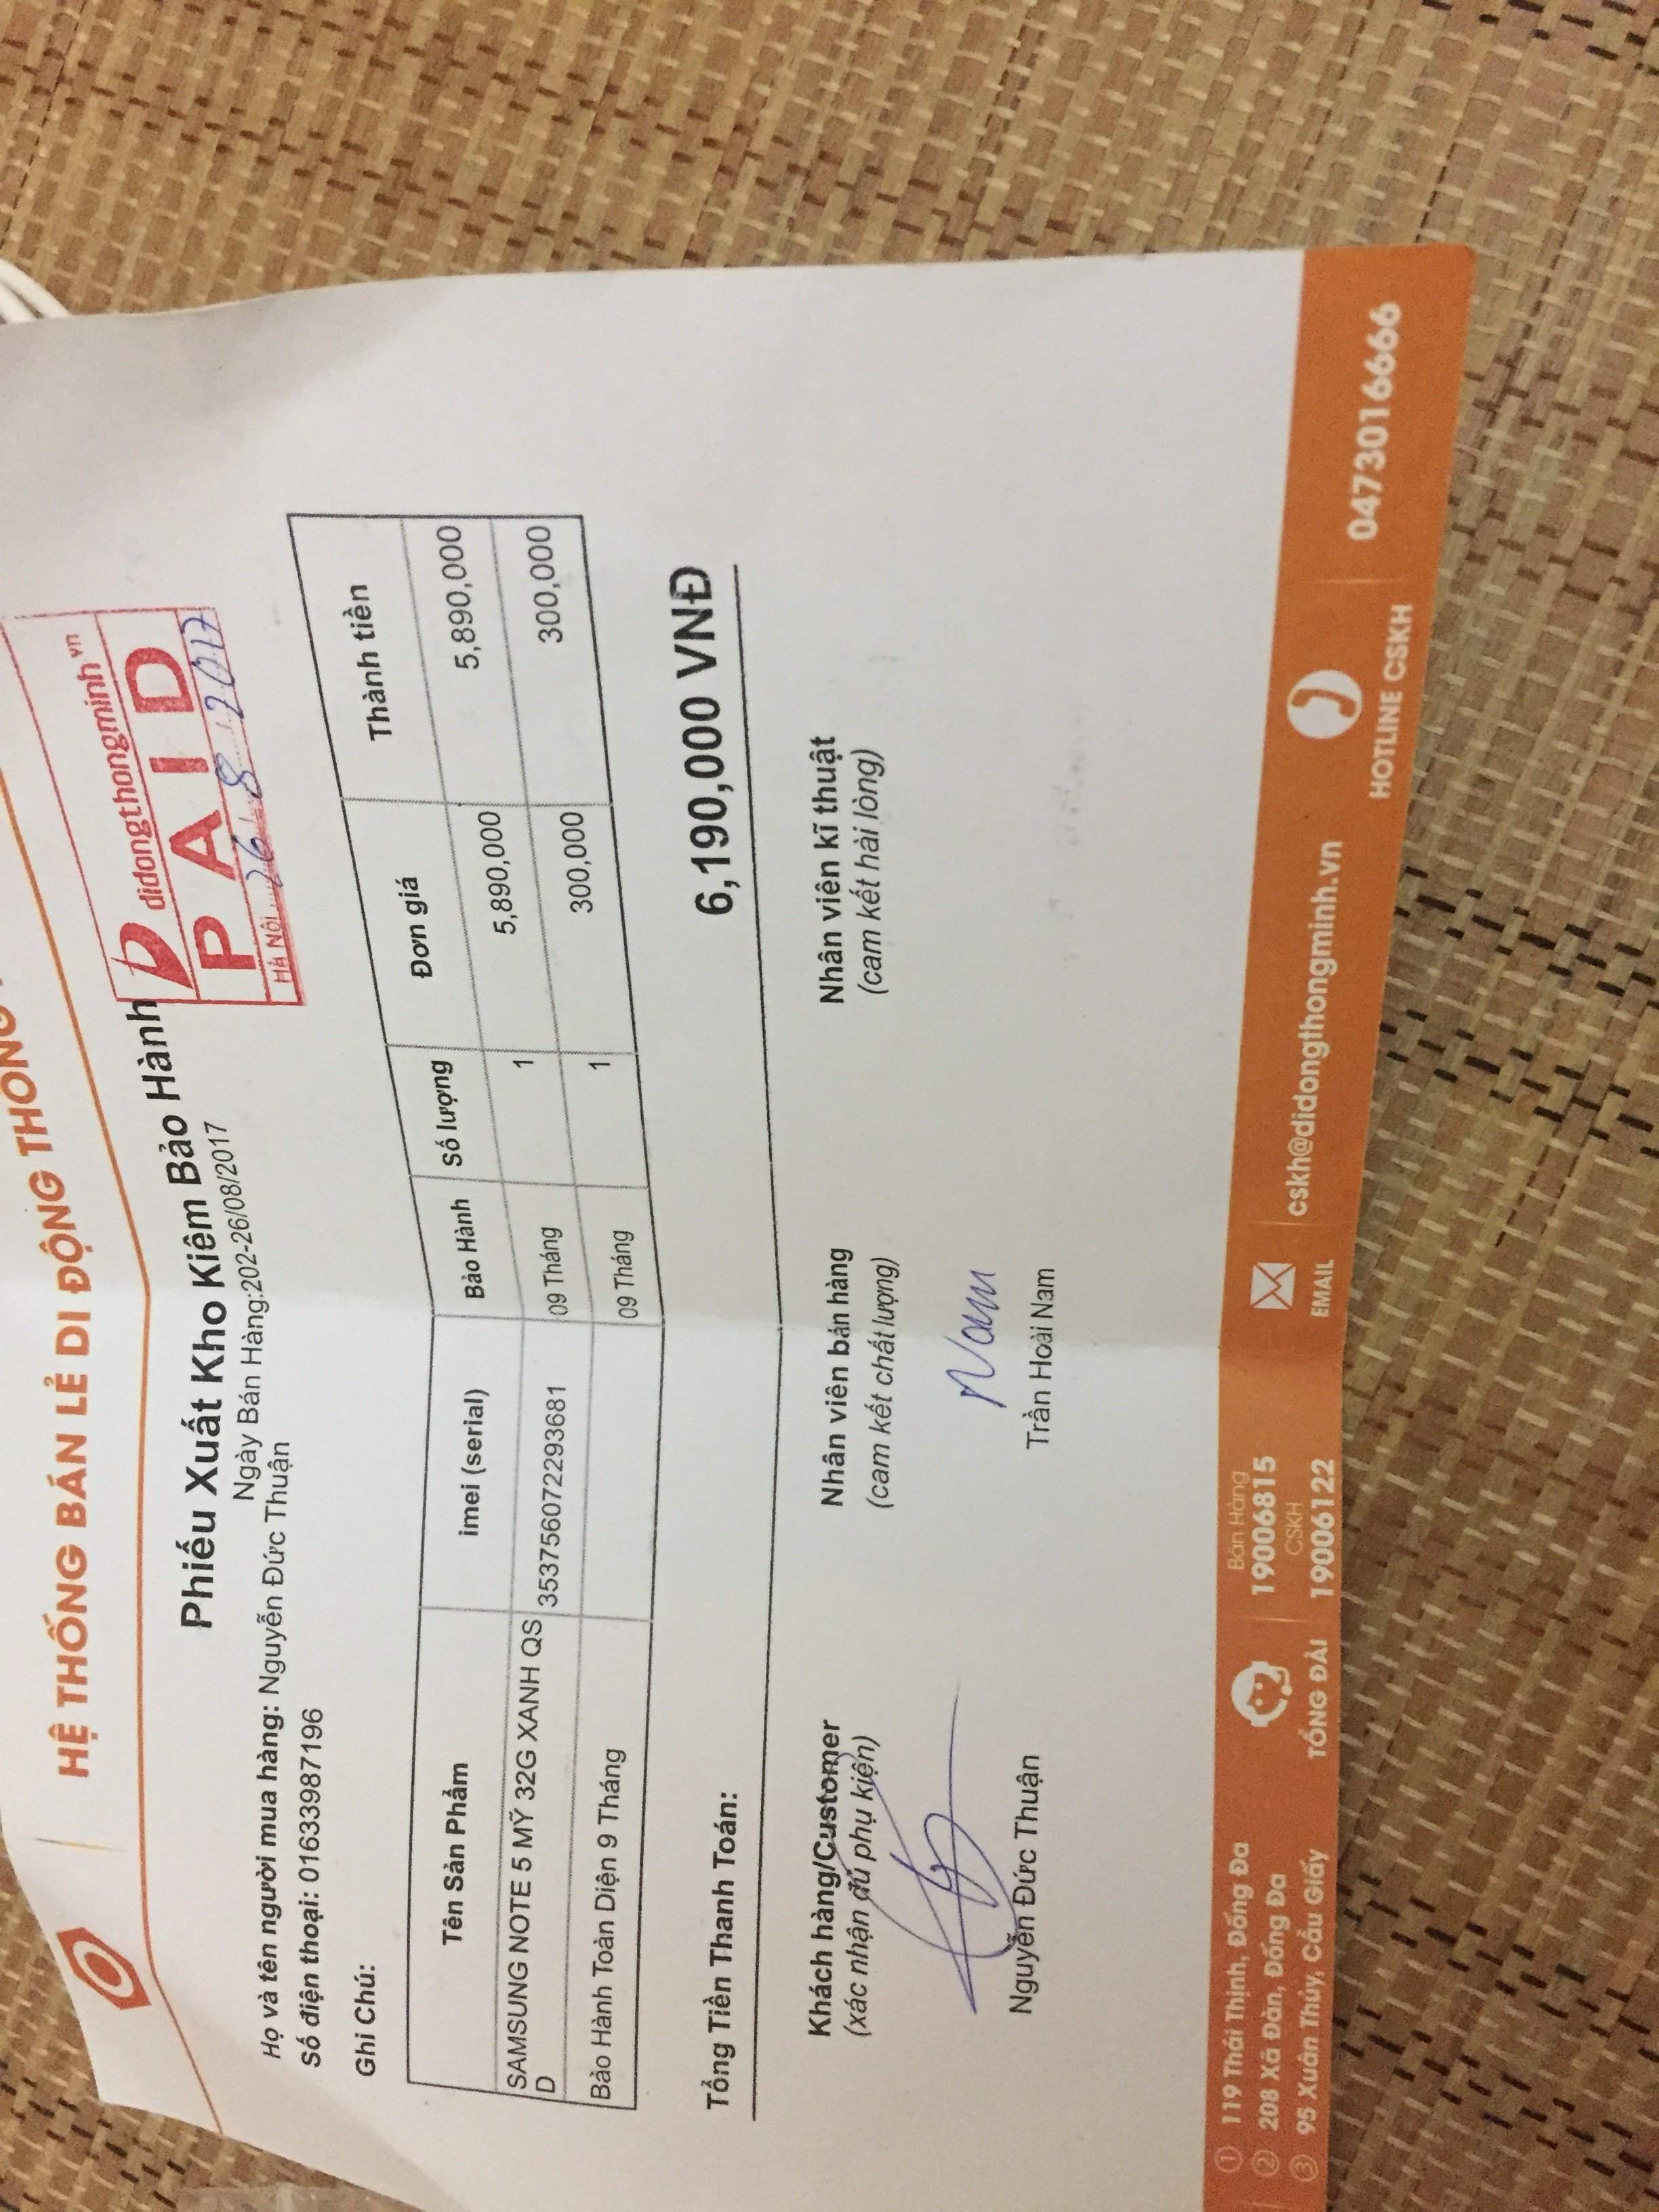 HỆ THỐNG BÁN LẺ DI ĐỘNG THÔNG
didongthongminh.vn
PAID
Hà Nội 26/8/2017
Phiếu Xuất Kho Kiêm Bảo Hành
Ngày Bán Hàng:202-26/08/2017
Họ và tên người mua hàng: Nguyễn Đức Thuận
Số điện thoại: 01633987196
Ghi Chú:
Tên Sản Phẩm imei (serial) Bảo Hành Số lượng Đơn giá Thành tiền
SAMSUNG NOTE 5 MỸ 32G XANH QS 353756072293681 09 Tháng 1 5,890,000 5,890,000
D
Bảo Hành Toàn Diện 9 Tháng 09 Tháng 1 300,000 300,000
Tổng Tiền Thanh Toán: 6,190,000 VNĐ
Khách hàng/Customer Nhân viên bán hàng Nhân viên kĩ thuật
(xác nhận đủ phụ kiện) (cam kết chất lượng) (cam kết hài lòng)
Nam
Nguyễn Đức Thuận Trần Hoài Nam
① 119 Thái Thịnh, Đống Đa
② 208 Xã Đàn, Đống Đa
③ 95 Xuân Thủy, Cầu Giấy
TỔNG ĐÀI
Bán Hàng
19006815
CSKH
19006122
EMAIL cskh@didongthongminh.vn
HOTLINE CSKH 0473016666